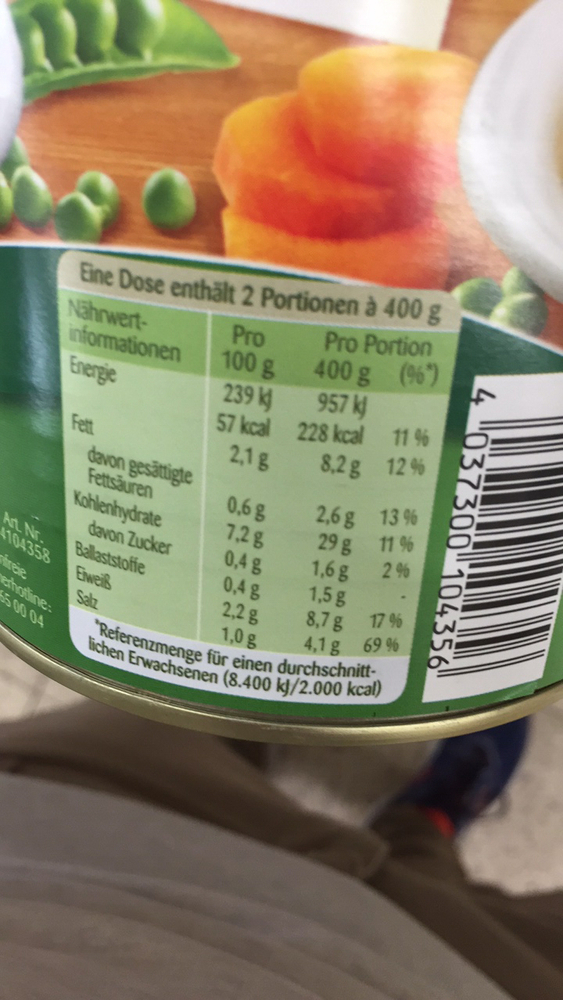 Eine Dose enthält 2 Portionen à 400 g
Nährwert-
informationen Pro
100 g Pro Portion
400 g (%*)
Energie 239 kJ 957 kJ
57 kcal 228 kcal 11 %
Fett 2,1 g 8,2 g 12 %
davon gesättigte
Fettsäuren 0,6 g 2,6 g 13 %
Kohlenhydrate 7,2 g 29 g 11 %
davon Zucker 0,4 g 1,6 g 2 %
Ballaststoffe 0,4 g 1,5 g -
Eiweiß 2,2 g 8,7 g 17 %
Salz 1,0 g 4,1 g 69 %
*Referenzmenge für einen durchschnitt-
lichen Erwachsenen (8.400 kJ/2.000 kcal)
Art. Nr.
4104358
65 00 04
4 037300 104356